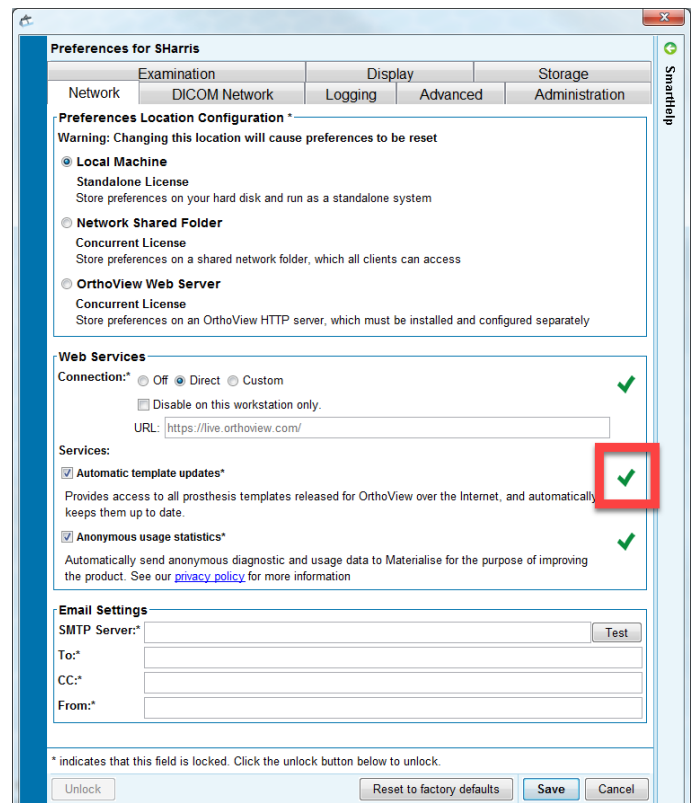 Preferences for SHarris
SmartHelp
Examination Display Storage
Network DICOM Network Logging Advanced Administration
Preferences Location Configuration *
Warning: Changing this location will cause preferences to be reset
Local Machine
Standalone License
Store preferences on your hard disk and run as a standalone system
Network Shared Folder
Concurrent License
Store preferences on a shared network folder, which all clients can access
OrthoView Web Server
Concurrent License
Store preferences on an OrthoView HTTP server, which must be installed and configured separately
Web Services
Connection:* Off Direct Custom
Disable on this workstation only.
URL: https://live.orthoview.com/
Services:
Automatic template updates*
Provides access to all prosthesis templates released for OrthoView over the Internet, and automatically
keeps them up to date.
Anonymous usage statistics*
Automatically send anonymous diagnostic and usage data to Materialise for the purpose of improving
the product. See our privacy policy for more information
Email Settings
SMTP Server:* Test
To:*
CC:*
From:*
* indicates that this field is locked. Click the unlock button below to unlock.
Unlock Reset to factory defaults Save Cancel